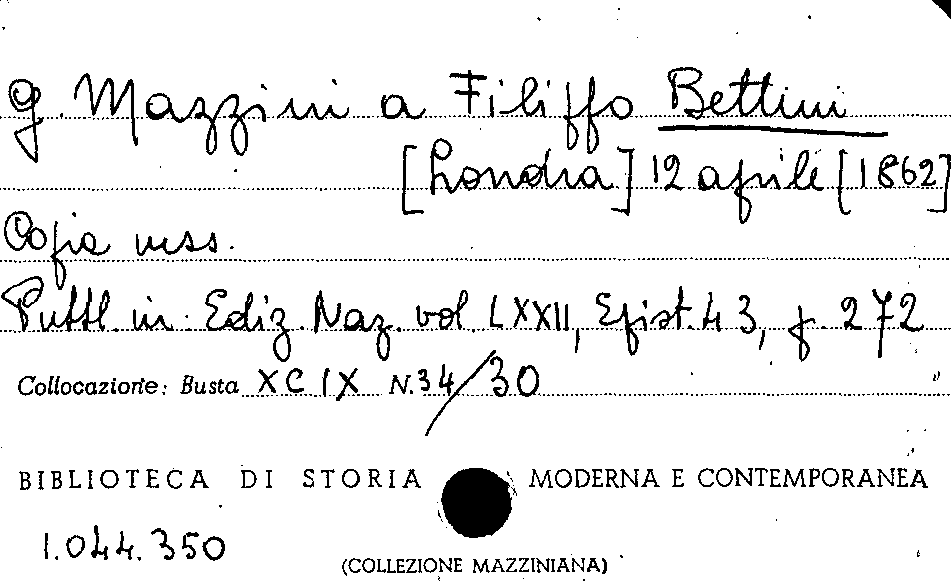 G. Mazzini a Filippo Bettini
[Londra] 12 aprile [1862]
Copia mss.
Pubbl. in Ediz. Naz. vol. LXXII, Epist. 43, p. 272
Collocazione: Busta XCIX N. 34/30
BIBLIOTECA DI STORIA MODERNA E CONTEMPORANEA
1.044.350
(COLLEZIONE MAZZINIANA)